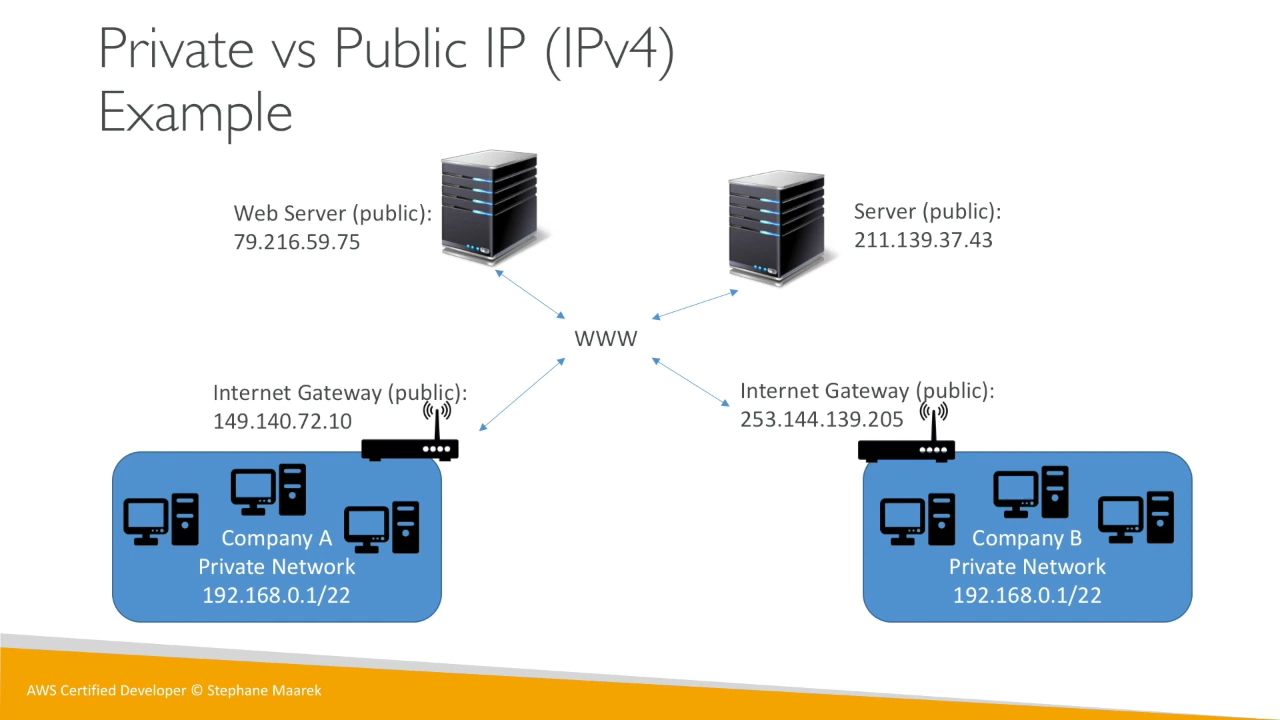 Private vs Public IP (IPv4)
Example
Web Server (public):
79.216.59.75
Server (public):
211.139.37.43
WWW
Internet Gateway (public):
149.140.72.10
Internet Gateway (public):
253.144.139.205
Company A
Private Network
192.168.0.1/22
Company B
Private Network
192.168.0.1/22
AWS Certified Developer © Stephane Maarek